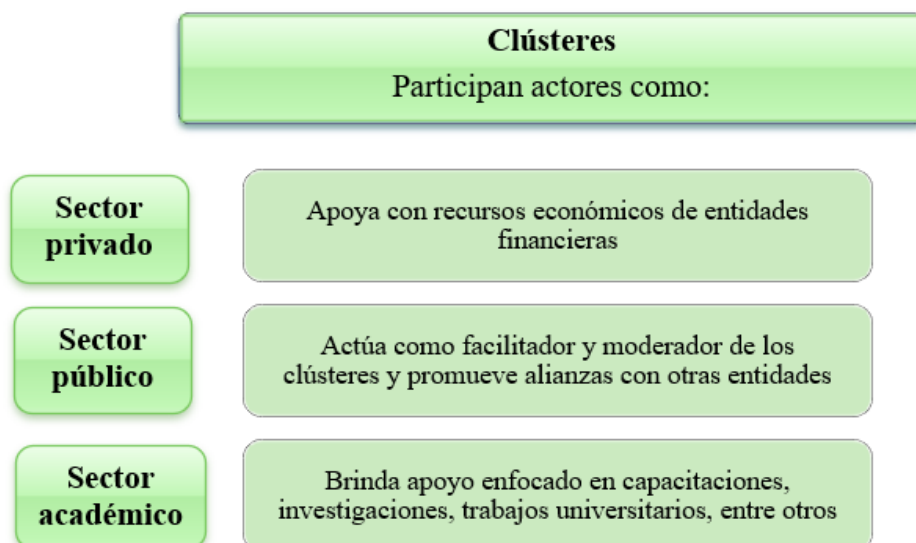 Clústeres
Participan actores como:
Sector
privado
Apoya con recursos económicos de entidades
financieras
Sector
público
Actúa como facilitador y moderador de los
clústeres y promueve alianzas con otras entidades
Sector
académico
Brinda apoyo enfocado en capacitaciones,
investigaciones, trabajos universitarios, entre otros